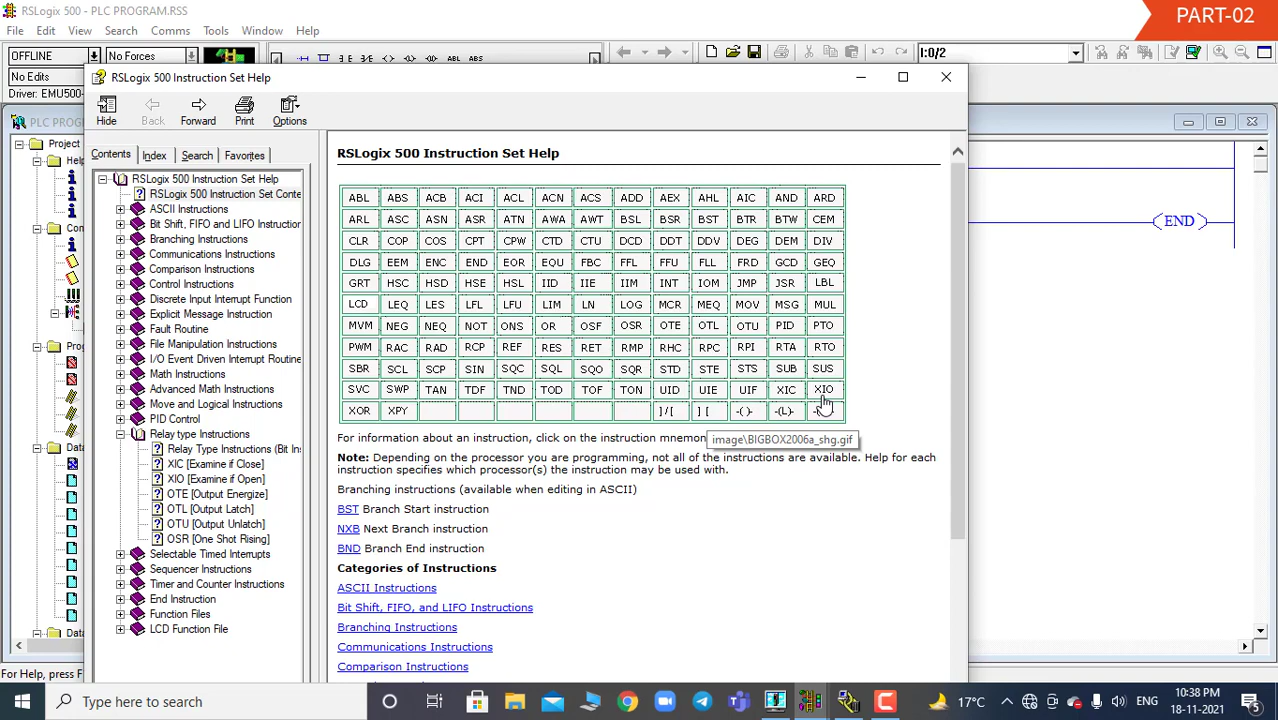 RSLogix 500 - PLC PROGRAM.RSS
PART-02
File Edit View Search Comms Tools Window Help
OFFLINE No Forces
I:0/2
ABL ABS
No Edits
Driver: EMU500-
RSLogix 500 Instruction Set Help
Hide Back Forward Print Options
PLC PROG
Project
Help
Con
Prog
Data
Data
Contents Index Search Favorites
RSLogix 500 Instruction Set Help
RSLogix 500 Instruction Set Conte
ASCII Instructions
Bit Shift, FIFO and LIFO Instruction
Branching Instructions
Communications Instructions
Comparison Instructions
Control Instructions
Discrete Input Interrupt Function
Explicit Message Instruction
Fault Routine
File Manipulation Instructions
I/O Event Driven Interrupt Routine
Math Instructions
Advanced Math Instructions
Move and Logical Instructions
PID Control
Relay type Instructions
Relay Type Instructions (Bit In
XIC [Examine if Close]
XIO [Examine if Open]
OTE [Output Energize]
OTL [Output Latch]
OTU [Output Unlatch]
OSR [One Shot Rising]
Selectable Timed Interrupts
Sequencer Instructions
Timer and Counter Instructions
End Instruction
Function Files
LCD Function File
RSLogix 500 Instruction Set Help
ABL ABS ACB ACI ACL ACN ACS ADD AEX AHL AIC AND ARD
ARL ASC ASN ASR ATN AWA AWT BSL BSR BST BTR BTW CEM
CLR COP COS CPT CPW CTD CTU DCD DDT DDV DEG DEM DIV
DLG EEM ENC END EOR EQU FBC FFL FFU FLL FRD GCD GEQ
GRT HSC HSD HSE HSL IID IIE IIM INT IOM JMP JSR LBL
LCD LEQ LES LFL LFU LIM LN LOG MCR MEQ MOV MSG MUL
MVM NEG NEQ NOT ONS OR OSF OSR OTE OTL OTU PID PTO
PWM RAC RAD RCP REF RES RET RMP RHC RPC RPI RTA RTO
SBR SCL SCP SIN SQC SQL SQO SQR STD STE STS SUB SUS
SVC SWP TAN TDF TND TOD TOF TON UID UIE UIF XIC XIO
XOR XPY ]/[ ] [ -( )- -(L)-
For information about an instruction, click on the instruction mnemon
image\BIGBOX2006a_shg.gif
Note: Depending on the processor you are programming, not all of the instructions are available. Help for each
instruction specifies which processor(s) the instruction may be used with.
Branching instructions (available when editing in ASCII)
BST Branch Start instruction
NXB Next Branch instruction
BND Branch End instruction
Categories of Instructions
ASCII Instructions
Bit Shift, FIFO, and LIFO Instructions
Branching Instructions
Communications Instructions
Comparison Instructions
END
For Help, press F
Type here to search
17°C
ENG
10:38 PM
18-11-2021
5